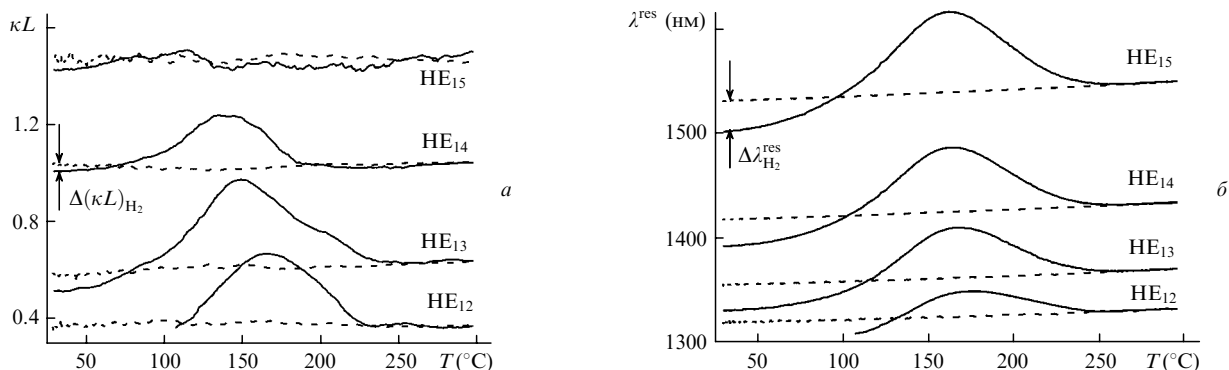 κL
HE₁₅
1.2
HE₁₄
Δ(κL)H₂
0.8
HE₁₃
HE₁₂
0.4
50 100 150 200 250 T (°C)
а
λʳᵉˢ (нм)
HE₁₅
1500
Δλʳᵉˢ H₂
HE₁₄
1400
HE₁₃
HE₁₂
1300
50 100 150 200 250 T (°C)
б